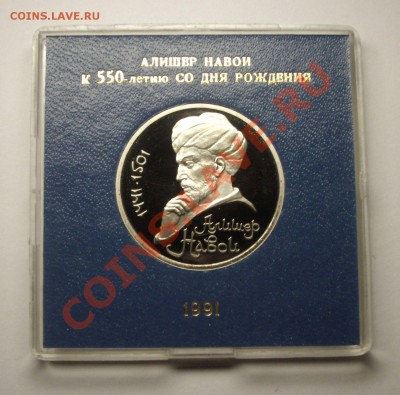 COINS.LAVE.RU
АЛИШЕР НАВОИ
к 550-летию СО ДНЯ РОЖДЕНИЯ
1441·1501
Алишер
Навои
1991
COINS.LAVE.RU